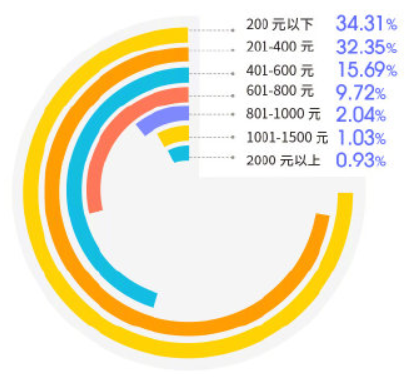 200 元以下 34.31%
201-400 元 32.35%
401-600 元 15.69%
601-800 元 9.72%
801-1000 元 2.04%
1001-1500 元 1.03%
2000 元以上 0.93%